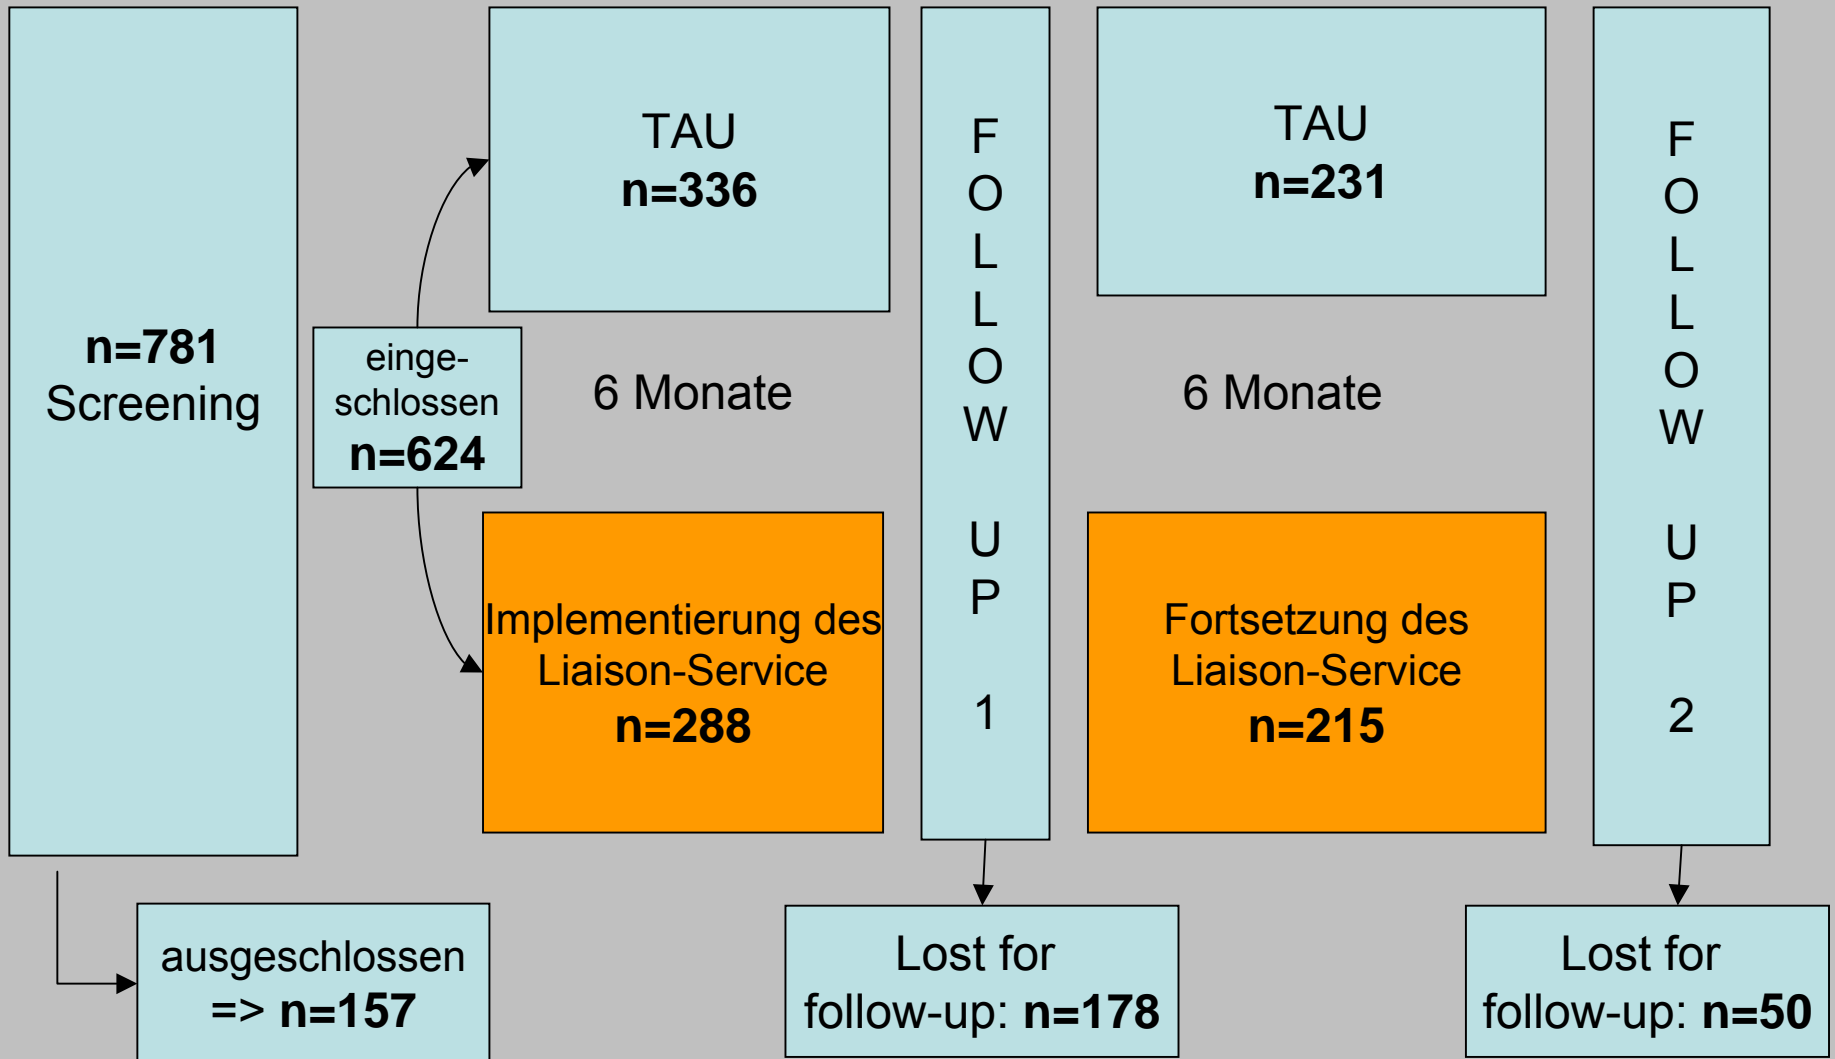 n=781
Screening
einge-
schlossen
n=624
TAU
n=336
6 Monate
Implementierung des
Liaison-Service
n=288
F
O
L
L
O
W
U
P
1
TAU
n=231
6 Monate
Fortsetzung des
Liaison-Service
n=215
F
O
L
L
O
W
U
P
2
ausgeschlossen
=> n=157
Lost for
follow-up: n=178
Lost for
follow-up: n=50